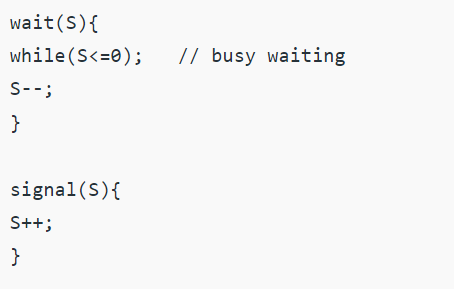 wait(S){
while(S<=0);   // busy waiting
S--;
}
signal(S){
S++;
}